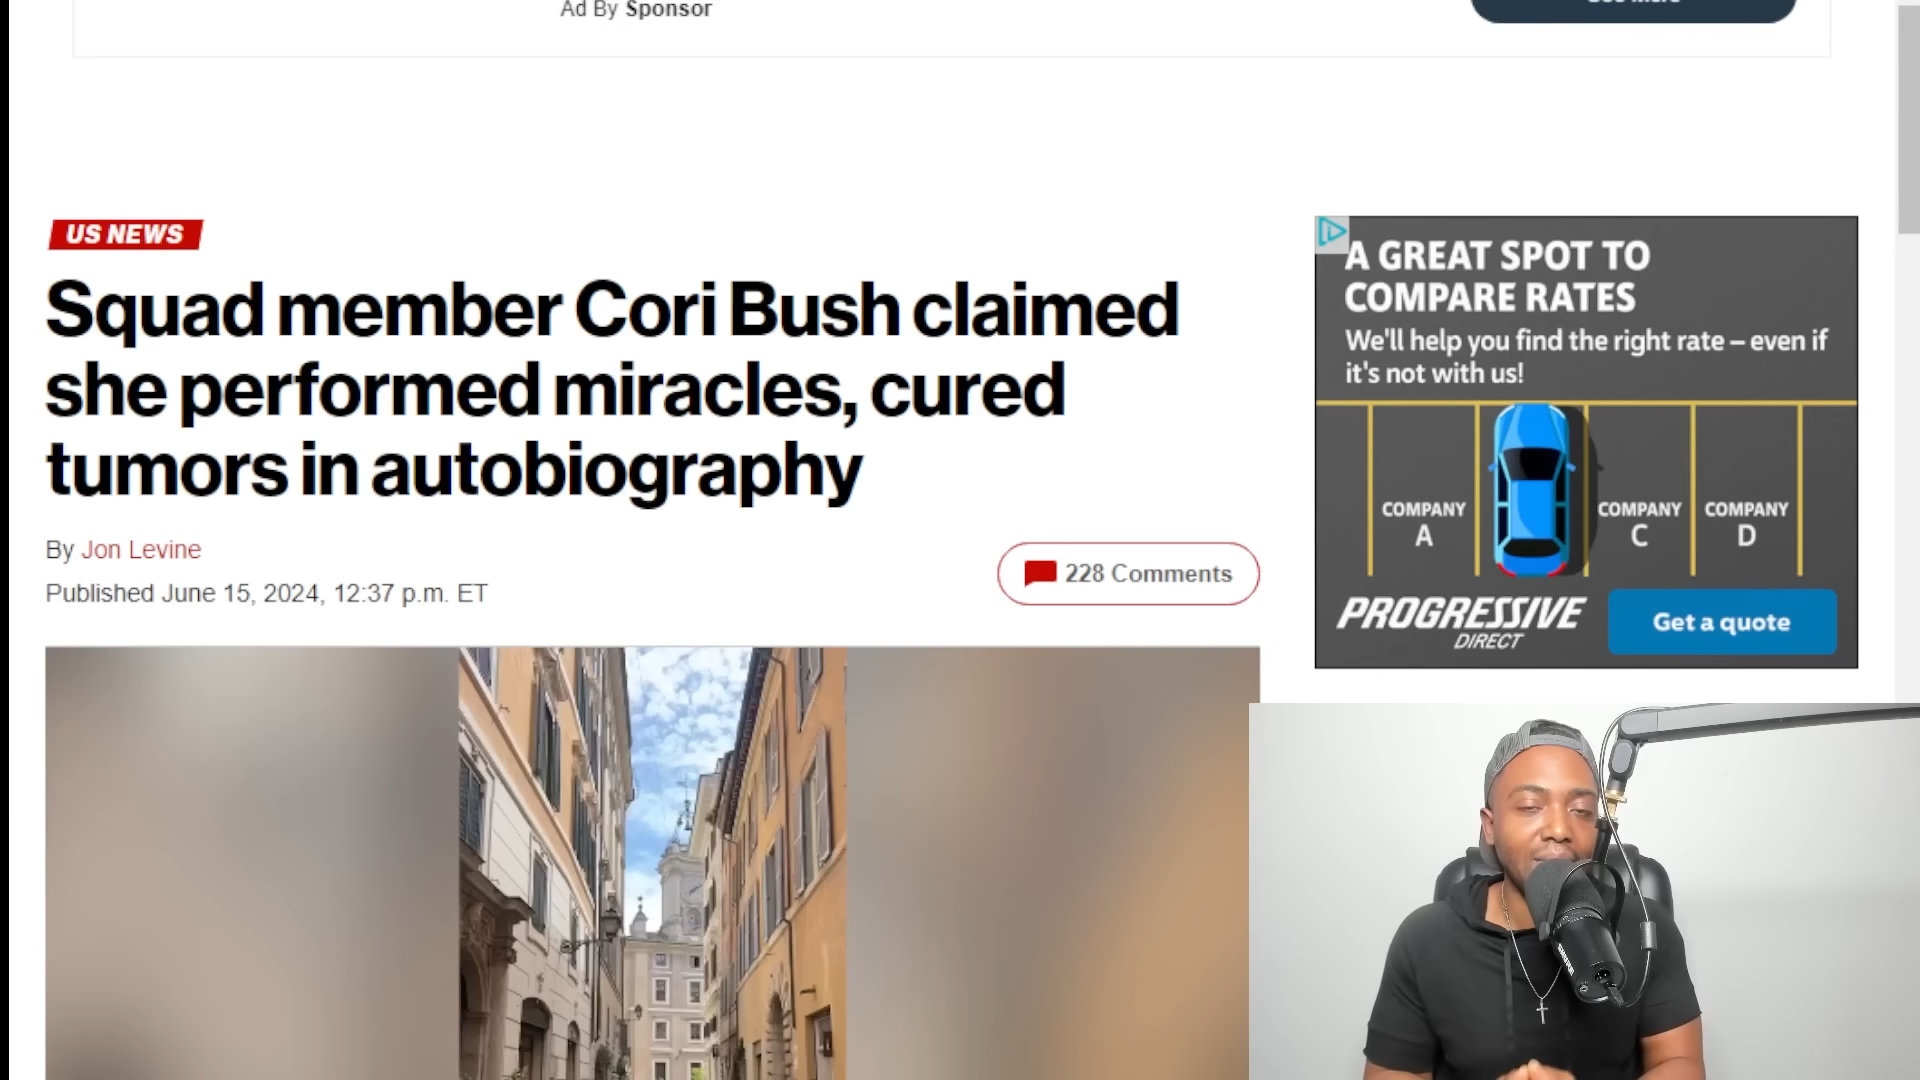 Ad By Sponsor
US NEWS
Squad member Cori Bush claimed
she performed miracles, cured
tumors in autobiography
By Jon Levine
Published June 15, 2024, 12:37 p.m. ET
228 Comments
A GREAT SPOT TO
COMPARE RATES
We'll help you find the right rate – even if
it's not with us!
COMPANY
A
COMPANY
C
COMPANY
D
PROGRESSIVE
DIRECT
Get a quote
SHURE